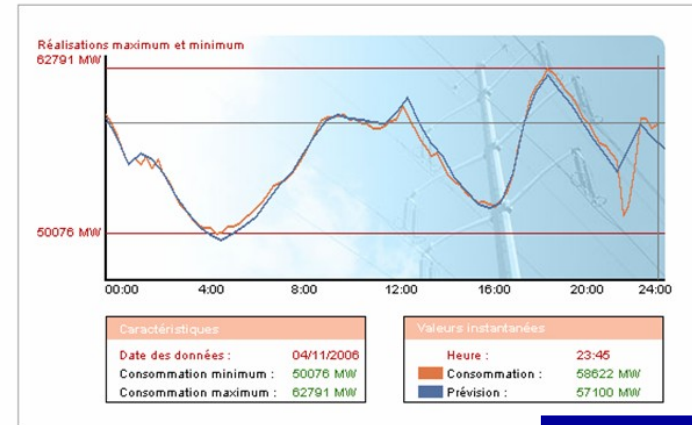 Réalisations maximum et minimum
62791 MW
50076 MW
00:00 4:00 8:00 12:00 16:00 20:00 24:00
Caractéristiques
Date des données : 04/11/2006
Consommation minimum : 50076 MW
Consommation maximum : 62791 MW
Valeurs instantanées
Heure : 23:45
Consommation : 58622 MW
Prévision : 57100 MW